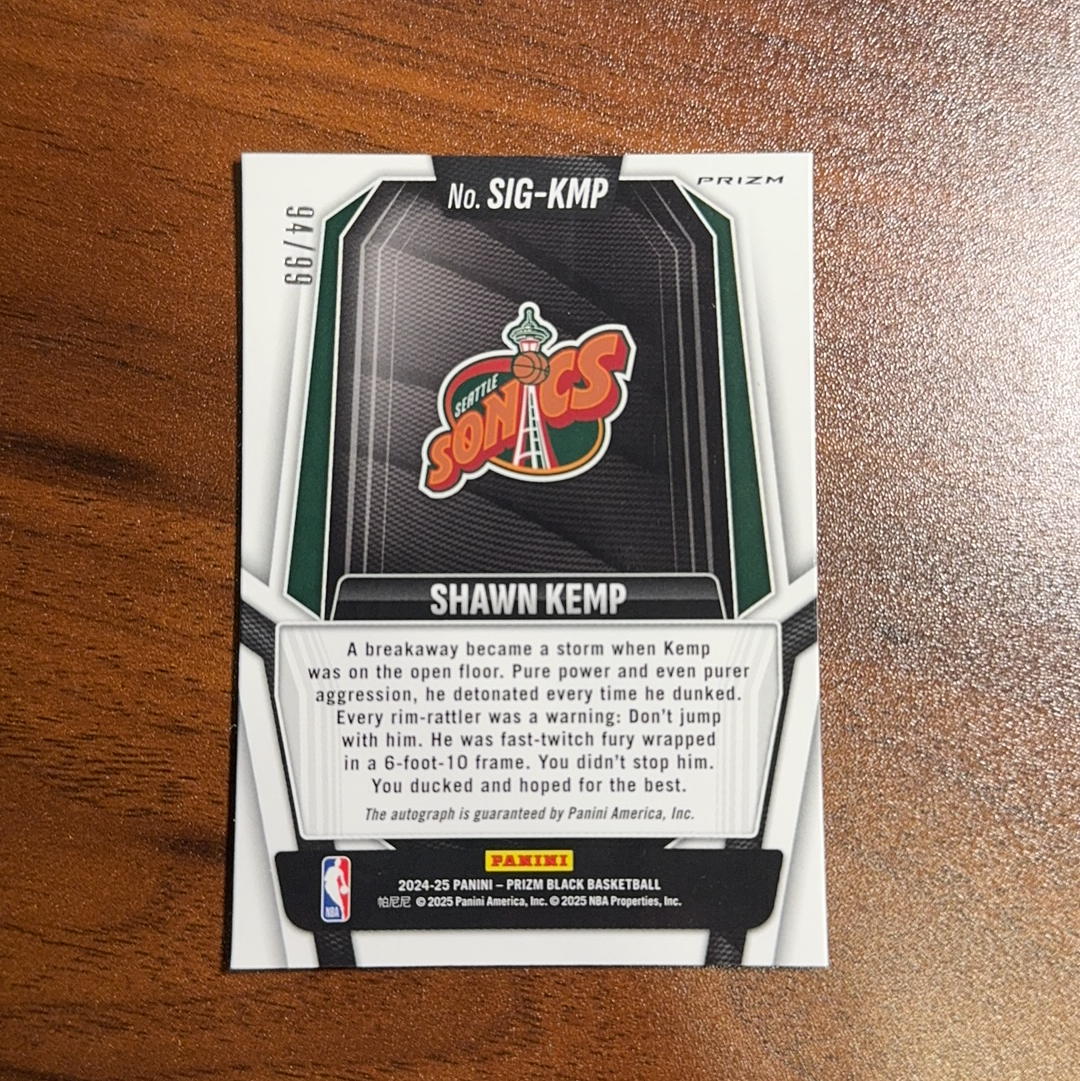 No. SIG-KMP
PRIZM
94/99
SEATTLE
SONICS
SHAWN KEMP
A breakaway became a storm when Kemp
was on the open floor. Pure power and even purer
aggression, he detonated every time he dunked.
Every rim-rattler was a warning: Don't jump
with him. He was fast-twitch fury wrapped
in a 6-foot-10 frame. You didn't stop him.
You ducked and hoped for the best.
The autograph is guaranteed by Panini America, Inc.
PANINI
NBA
2024-25 PANINI – PRIZM BLACK BASKETBALL
帕尼尼 © 2025 Panini America, Inc. © 2025 NBA Properties, Inc.